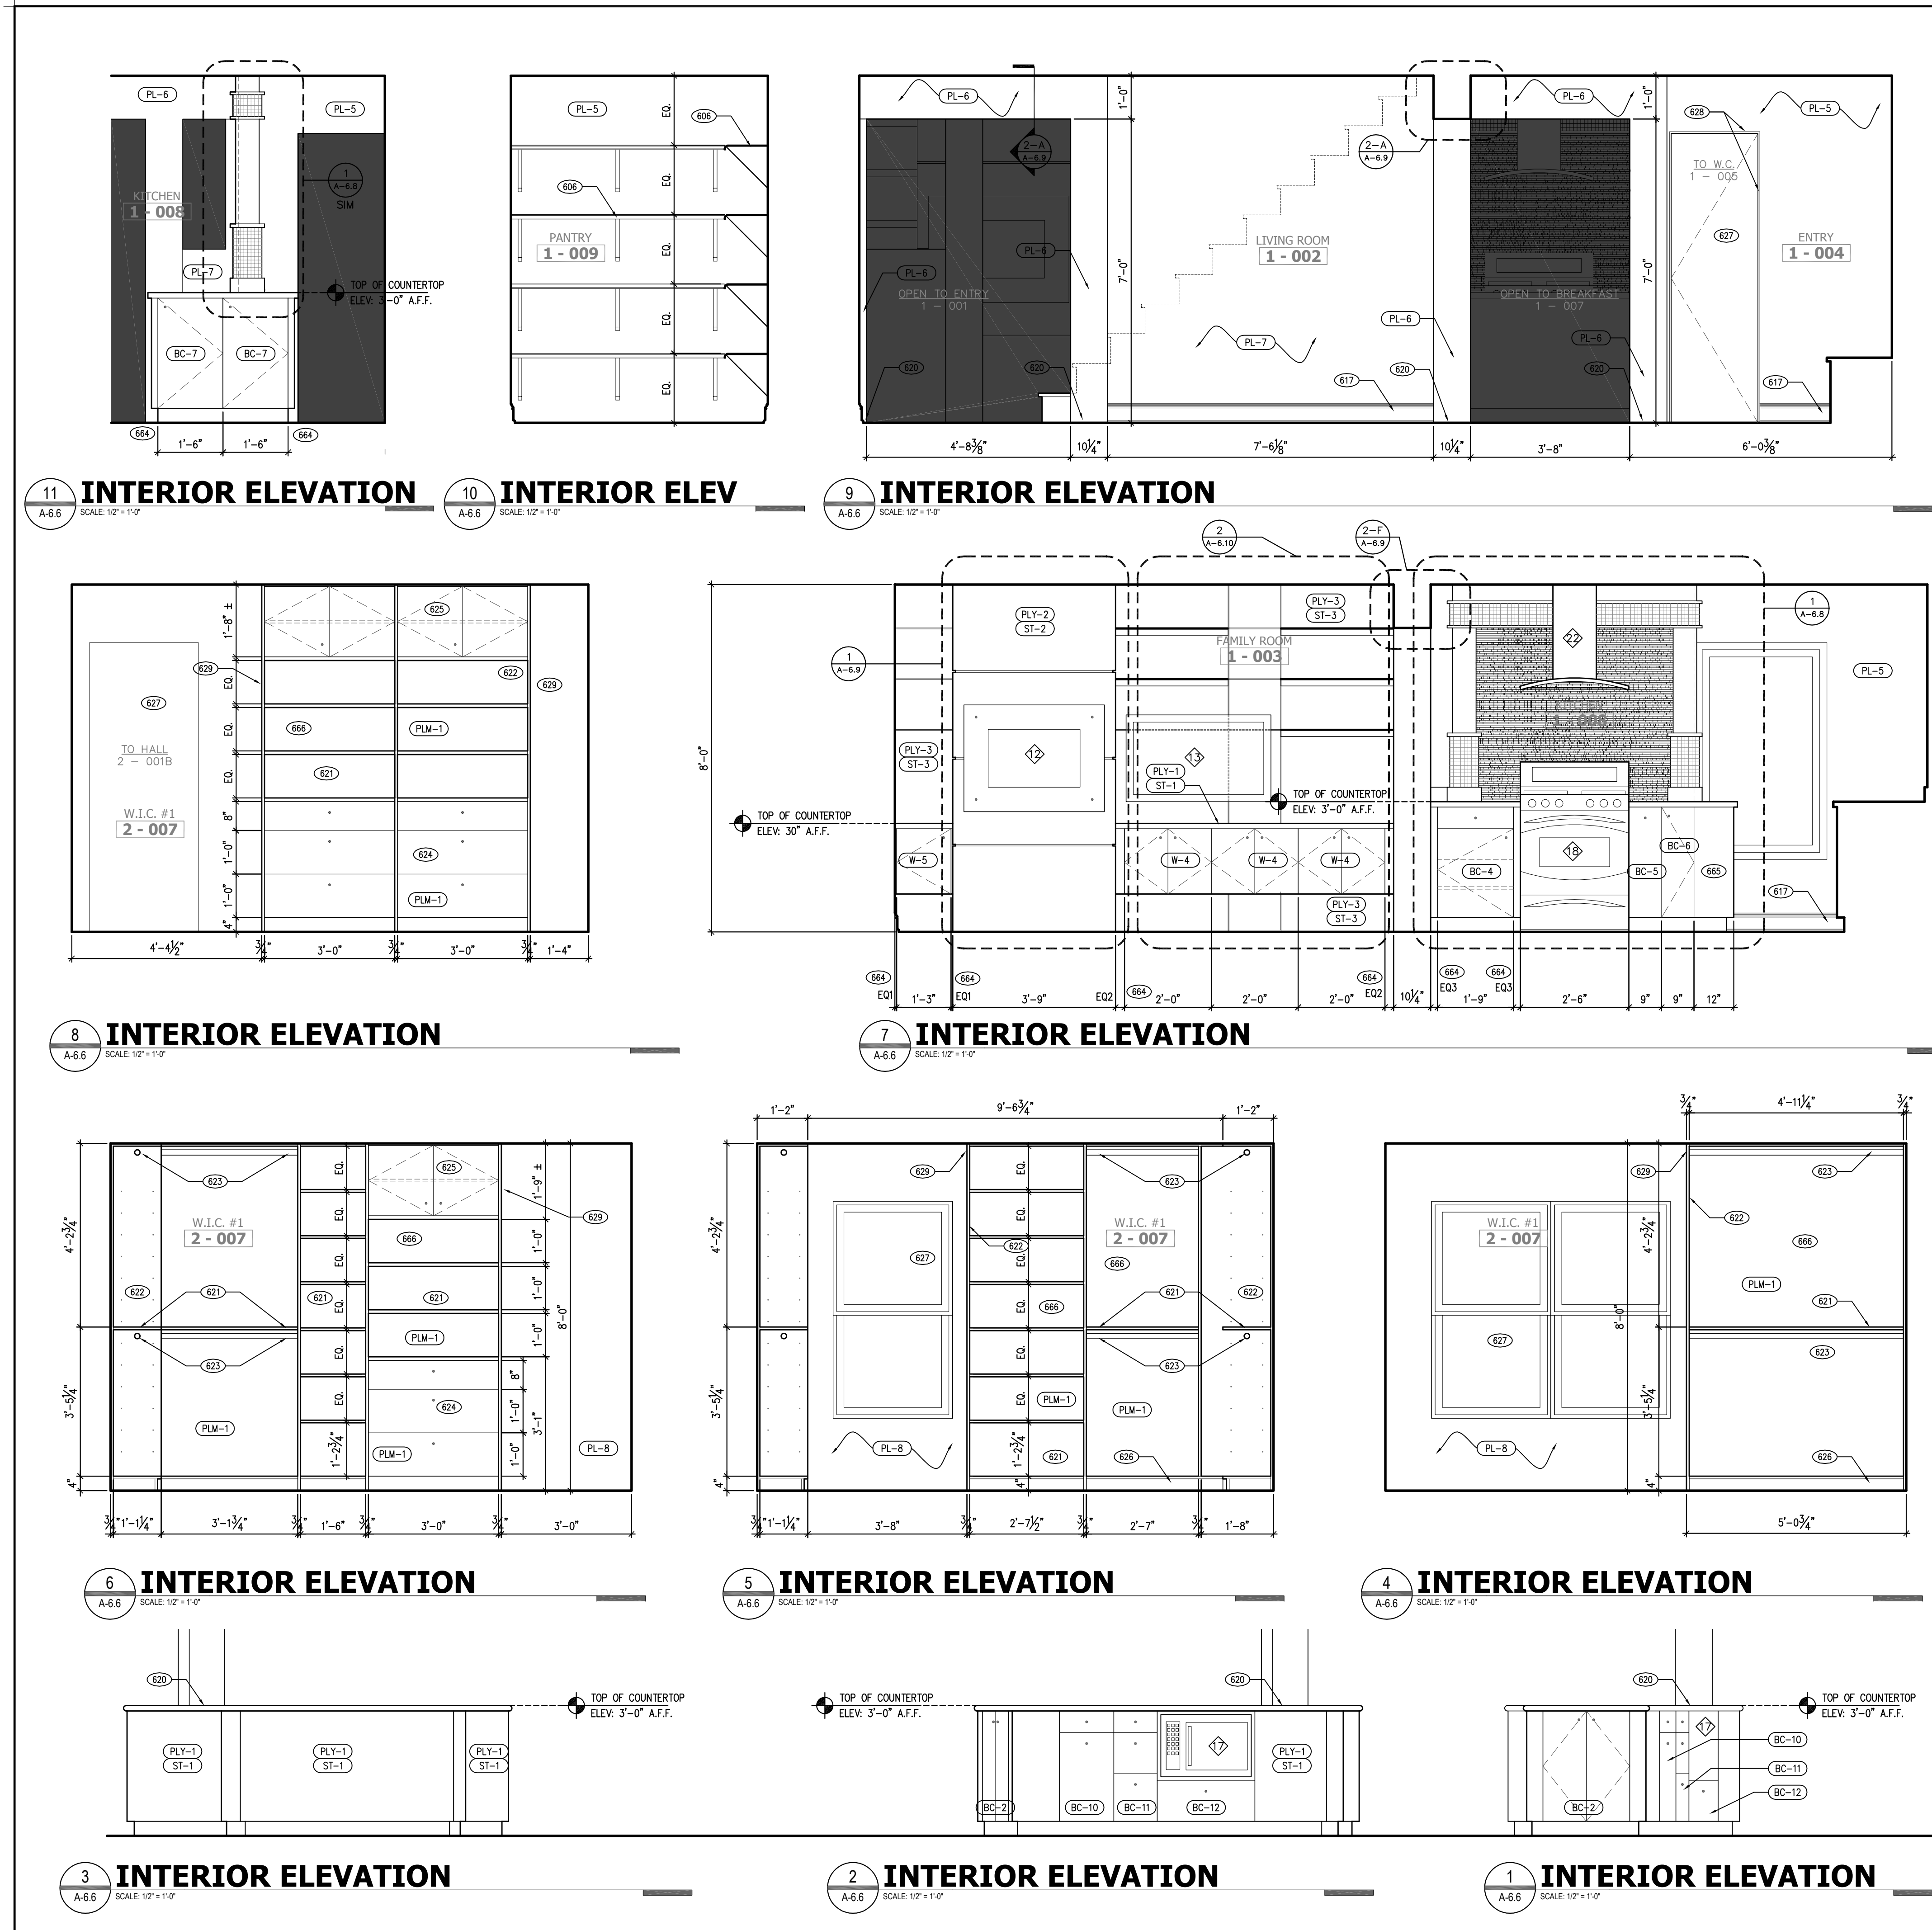 PL-6
PL-5
KITCHEN
1 - 008
1
A-6.8
SIM
PL-7
TOP OF COUNTERTOP
ELEV: 3'-0" A.F.F.
BC-7
BC-7
664
664
1'-6"
1'-6"
11
A-6.6
INTERIOR ELEVATION
SCALE: 1/2" = 1'-0"
PL-5
EQ.
606
EQ.
606
PANTRY
1 - 009
EQ.
EQ.
EQ.
10
A-6.6
INTERIOR ELEV
SCALE: 1/2" = 1'-0"
PL-6
1'-0"
PL-6
1'-0"
628
PL-5
2-A
A-6.9
2-A
A-6.9
TO W.C.
1 - 005
PL-6
LIVING ROOM
1 - 002
627
ENTRY
1 - 004
PL-6
7'-0"
7'-0"
OPEN TO ENTRY
1 - 001
OPEN TO BREAKFAST
1 - 007
PL-6
PL-7
PL-6
620
620
617
620
620
617
4'-8⅜"
10¼"
7'-6⅛"
10¼"
3'-8"
6'-0⅜"
9
A-6.6
INTERIOR ELEVATION
SCALE: 1/2" = 1'-0"
1'-8" ±
625
629
EQ.
622
629
627
666
PLM-1
EQ.
TO HALL
2 - 001B
621
EQ.
W.I.C. #1
2 - 007
8"
1'-0"
624
1'-0"
PLM-1
4"
4'-4½"
¾"
3'-0"
¾"
3'-0"
¾"
1'-4"
8
A-6.6
INTERIOR ELEVATION
SCALE: 1/2" = 1'-0"
2
A-6.10
2-F
A-6.9
PLY-2
ST-2
PLY-3
ST-3
1
A-6.8
FAMILY ROOM
1 - 003
22
1
A-6.9
PL-5
1 - 008
8'-0"
PLY-3
ST-3
12
13
PLY-1
ST-1
TOP OF COUNTERTOP
ELEV: 3'-0" A.F.F.
TOP OF COUNTERTOP
ELEV: 30" A.F.F.
W-5
W-4
W-4
W-4
18
BC-6
BC-4
BC-5
665
617
PLY-3
ST-3
664
664
664
664
664
664
EQ1
1'-3"
EQ1
3'-9"
EQ2
2'-0"
2'-0"
2'-0"
EQ2
10¼"
EQ3
1'-9"
EQ3
2'-6"
9"
9"
12"
7
A-6.6
INTERIOR ELEVATION
SCALE: 1/2" = 1'-0"
4'-2¾"
623
W.I.C. #1
2 - 007
EQ.
EQ.
EQ.
EQ.
EQ.
EQ.
625
1'-9" ±
629
666
1'-0"
622
621
621
621
1'-0"
8'-0"
623
PLM-1
1'-0"
3'-5¼"
8"
624
1'-0"
3'-1"
PLM-1
1'-2¾"
PLM-1
1'-0"
PL-8
4"
¾"
1'-1¼"
3'-1¾"
¾"
1'-6"
¾"
3'-0"
¾"
3'-0"
6
A-6.6
INTERIOR ELEVATION
SCALE: 1/2" = 1'-0"
1'-2"
9'-6¾"
1'-2"
4'-2¾"
629
EQ.
EQ.
EQ.
EQ.
EQ.
EQ.
623
W.I.C. #1
2 - 007
622
627
666
621
622
666
623
3'-5¼"
PLM-1
PLM-1
PL-8
1'-2¾"
621
626
4"
4"
¾"
1'-1¼"
3'-8"
¾"
2'-7½"
¾"
2'-7"
¾"
1'-8"
5
A-6.6
INTERIOR ELEVATION
SCALE: 1/2" = 1'-0"
¾"
4'-11¼"
¾"
629
623
W.I.C. #1
2 - 007
622
4'-2¾"
666
PLM-1
8'-0"
621
627
623
3'-5¼"
PL-8
626
4"
5'-0¾"
4
A-6.6
INTERIOR ELEVATION
SCALE: 1/2" = 1'-0"
620
TOP OF COUNTERTOP
ELEV: 3'-0" A.F.F.
PLY-1
ST-1
PLY-1
ST-1
PLY-1
ST-1
3
A-6.6
INTERIOR ELEVATION
SCALE: 1/2" = 1'-0"
620
TOP OF COUNTERTOP
ELEV: 3'-0" A.F.F.
17
PLY-1
ST-1
BC-2
BC-10
BC-11
BC-12
2
A-6.6
INTERIOR ELEVATION
SCALE: 1/2" = 1'-0"
620
TOP OF COUNTERTOP
ELEV: 3'-0" A.F.F.
17
BC-10
BC-11
BC-12
BC-2
1
A-6.6
INTERIOR ELEVATION
SCALE: 1/2" = 1'-0"